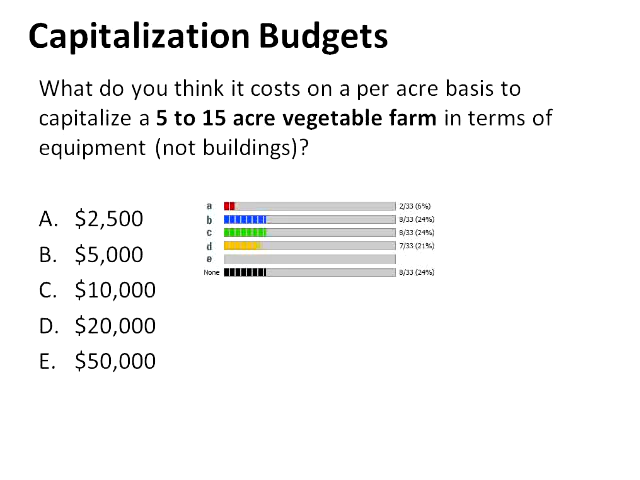 Capitalization Budgets
What do you think it costs on a per acre basis to
capitalize a 5 to 15 acre vegetable farm in terms of
equipment (not buildings)?
A. $2,500
B. $5,000
C. $10,000
D. $20,000
E. $50,000
a 2/33 (6%)
b 8/33 (24%)
c 8/33 (24%)
d 7/33 (21%)
e
None 8/33 (24%)